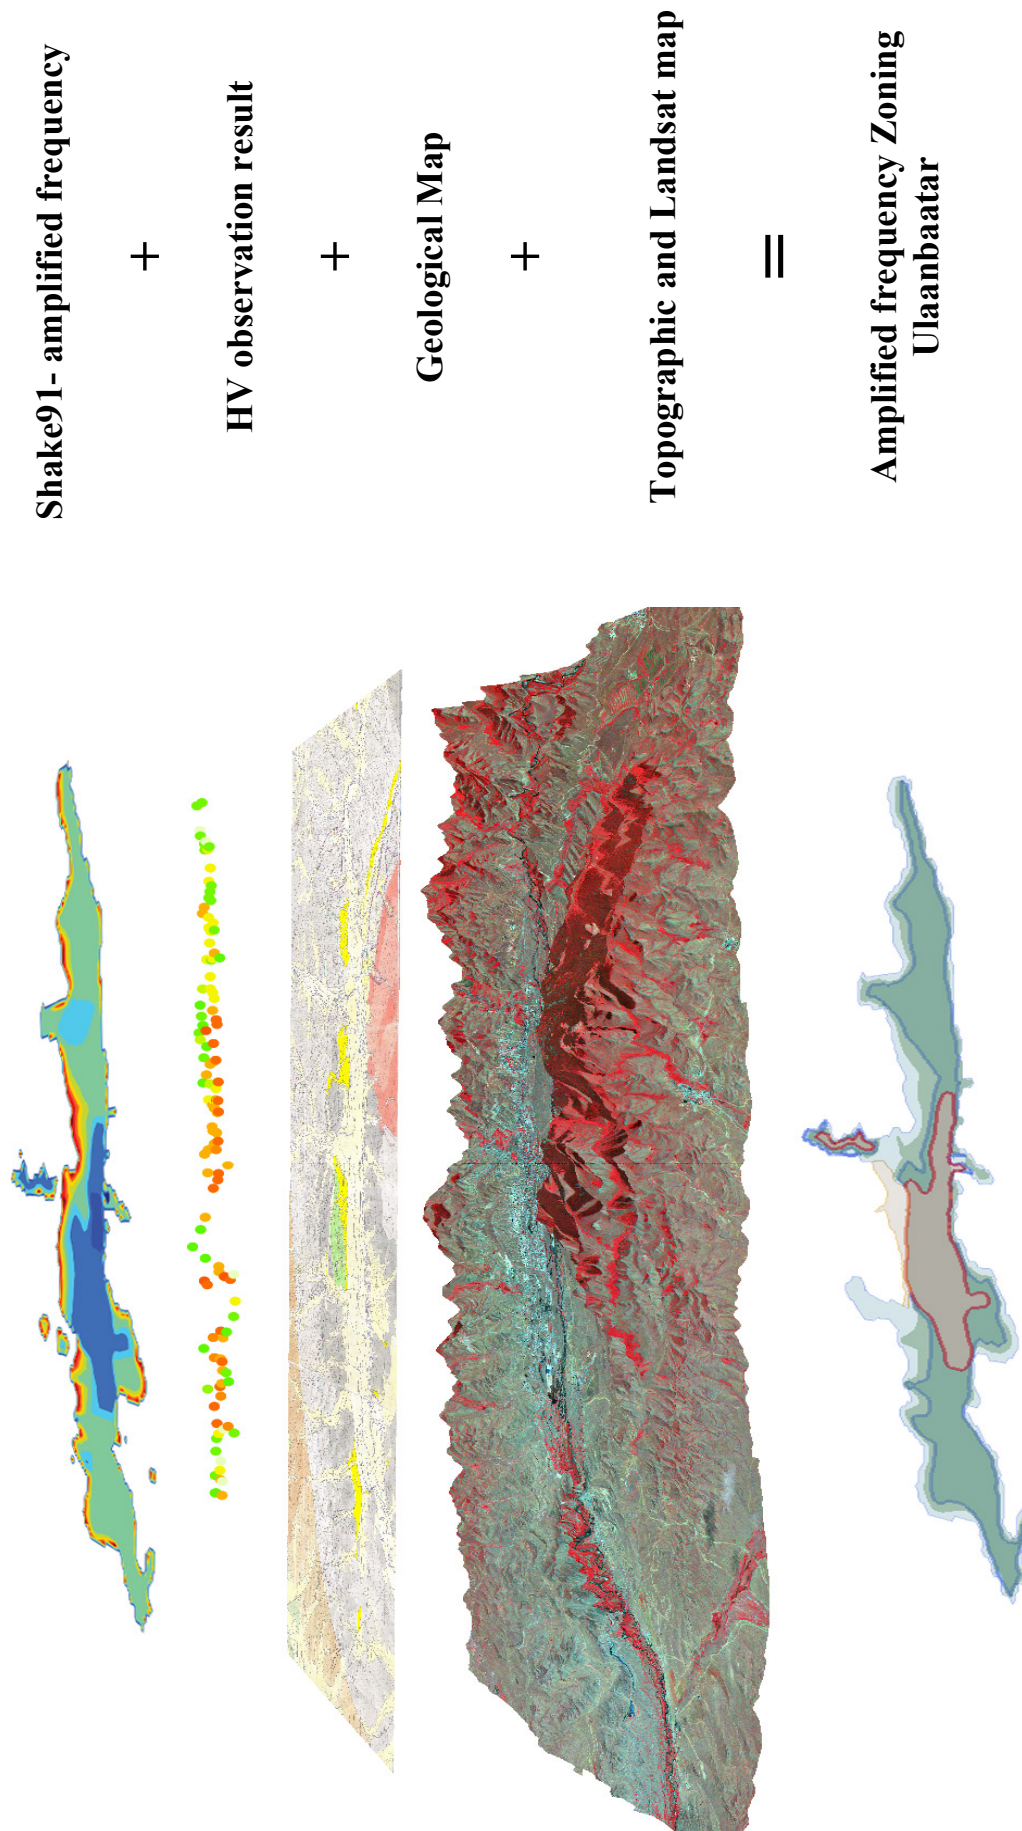 Shake91- amplified frequency
+
HV observation result
+
Geological Map
+
Topographic and Landsat map
=
Amplified frequency Zoning
Ulaanbaatar